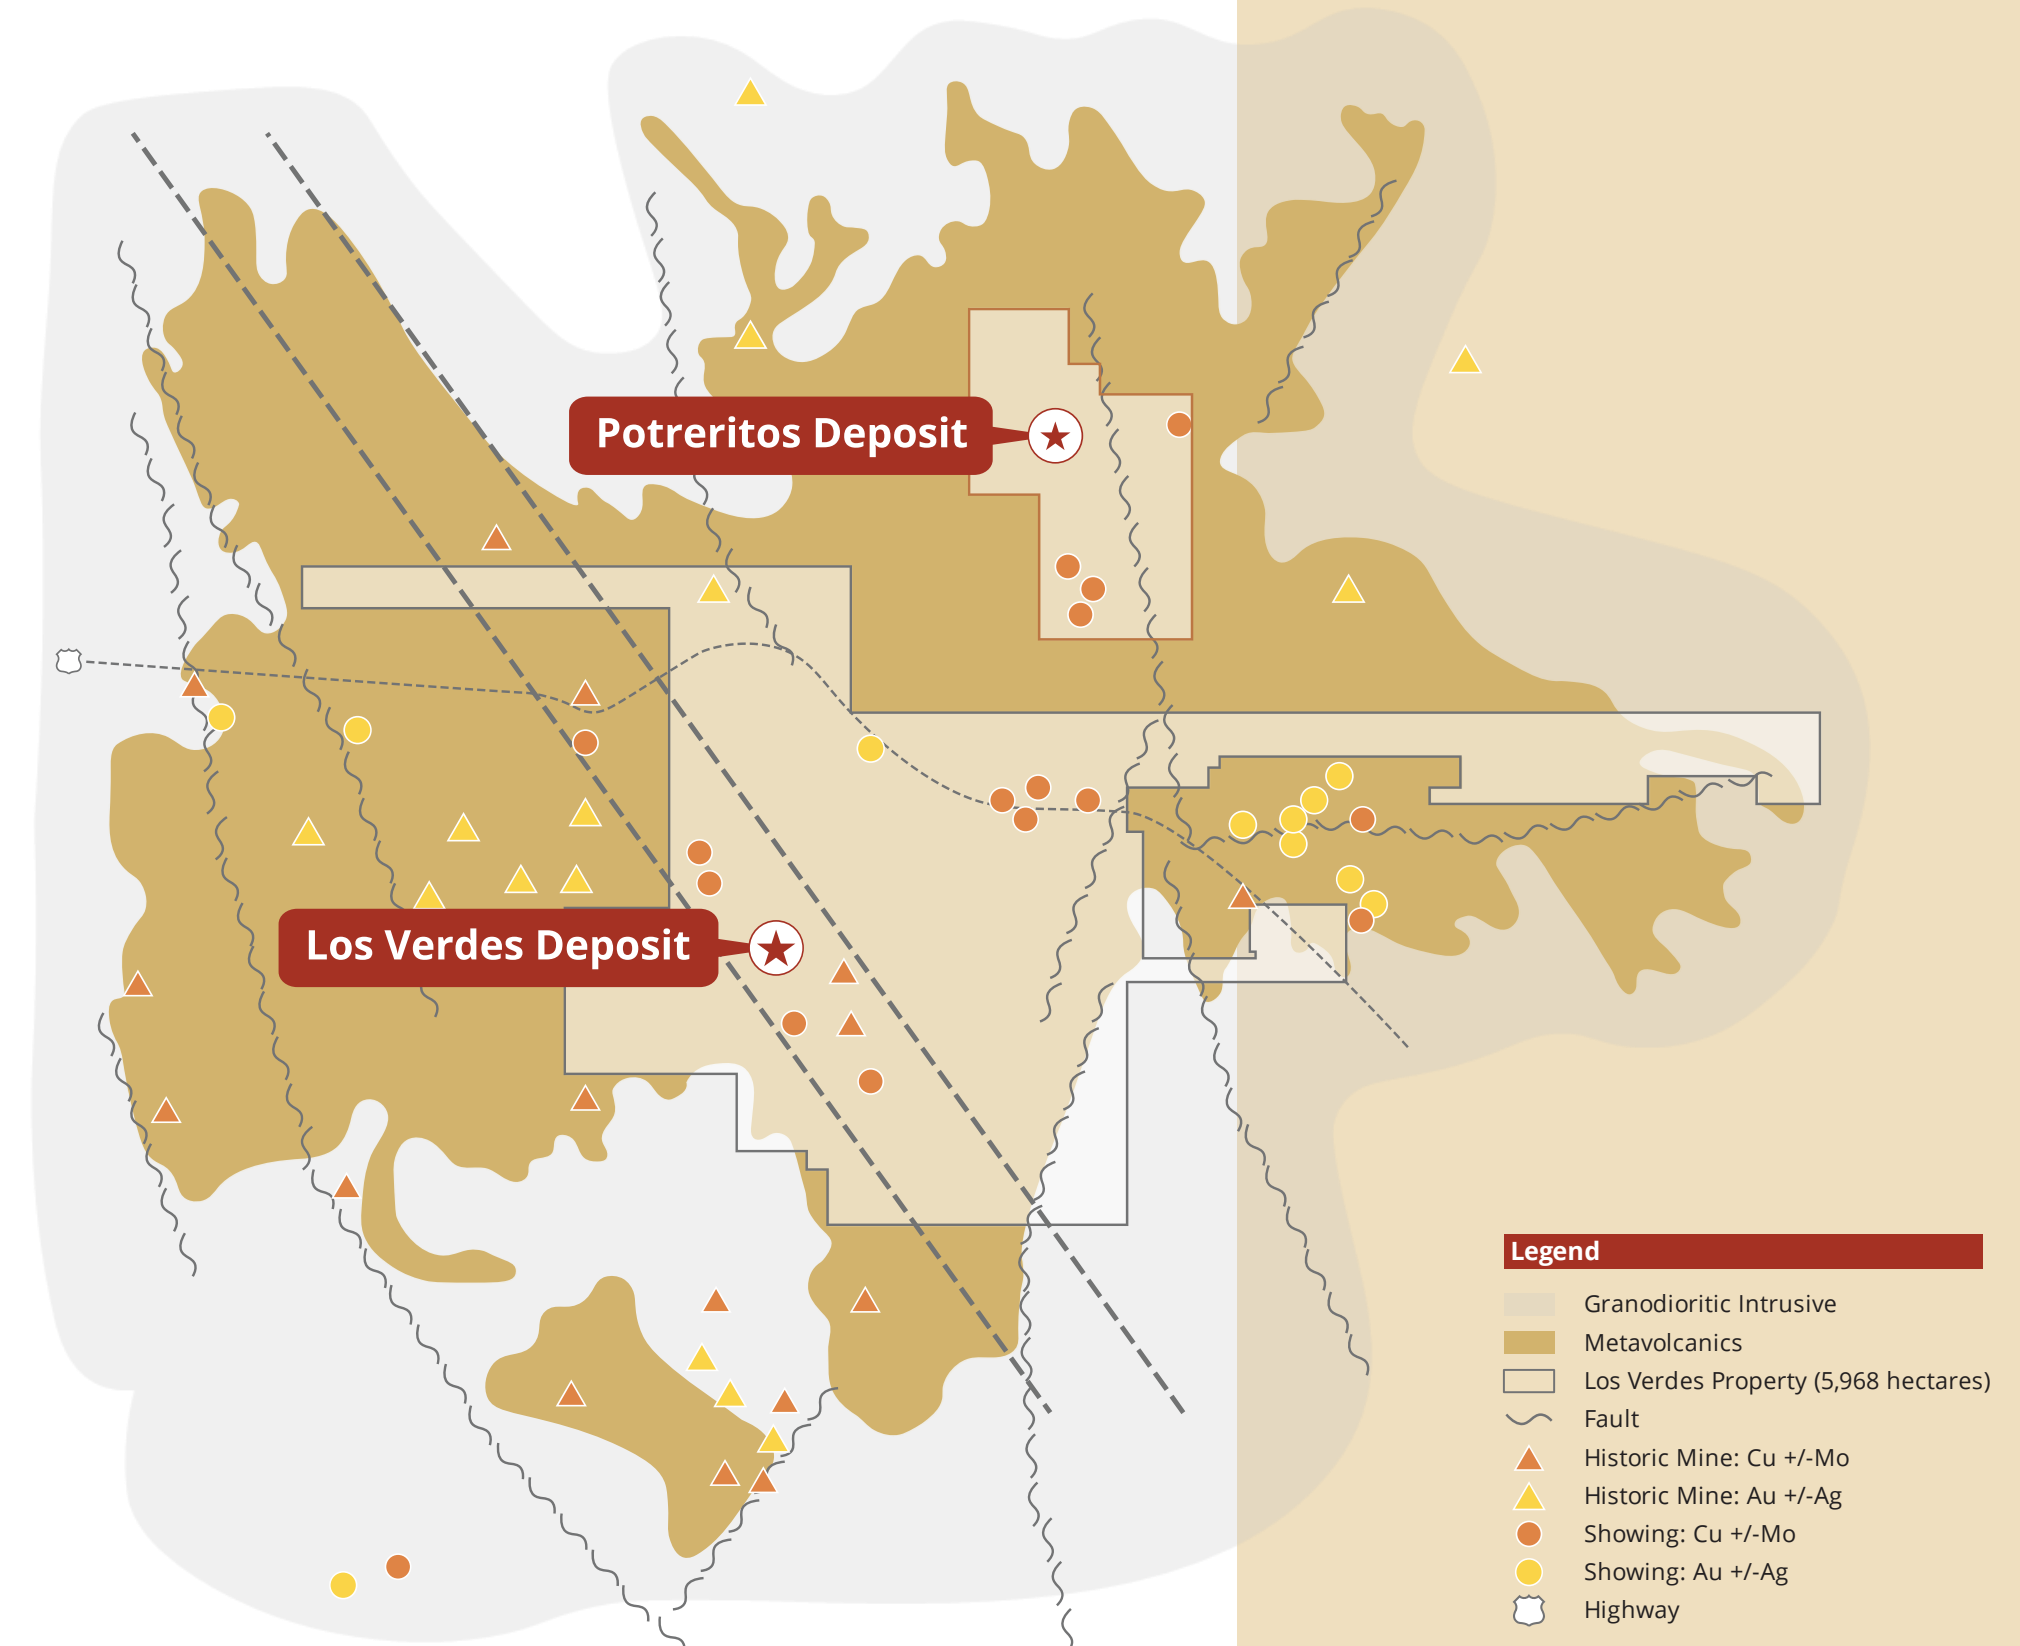 Potreritos Deposit
Los Verdes Deposit
Legend
Granodioritic Intrusive
Metavolcanics
Los Verdes Property (5,968 hectares)
Fault
Historic Mine: Cu +/-Mo
Historic Mine: Au +/-Ag
Showing: Cu +/-Mo
Showing: Au +/-Ag
Highway